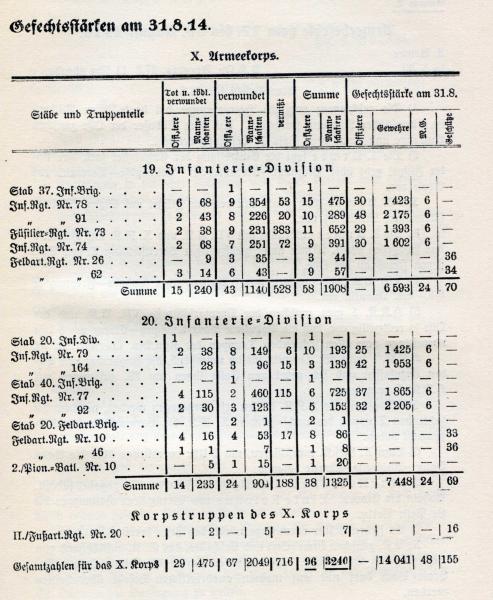 Gefechtsstärken am 31.8.14.
X. Armeekorps.
Stäbe und Truppenteile | Tot u. tödl. verwundet | verwundet | vermißt | Summe | Gefechtsstärke am 31.8.
Offiziere | Mannschaften | Offiziere | Mannschaften | Offiziere | Mannschaften | Offiziere | Gewehre | M.G. | Geschütze
19. Infanterie-Division
Stab 37. Inf.Brig. — — 1 — — 1 — — — — —
Inf.Rgt. Nr. 78 . . . . 6 68 9 354 53 15 475 30 1 423 6 —
„ „ 91 . . . . 2 43 8 226 20 10 289 48 2 175 6 —
Füsilier-Rgt. Nr. 73 . . . . 2 38 9 231 383 11 652 29 1 393 6 —
Inf.Rgt. Nr. 74 . . . . 2 68 7 251 72 9 391 30 1 602 6 —
Feldart.Rgt. Nr. 26 . . . . — 9 3 35 — 3 44 — — — 36
„ „ 62 . . . . 3 14 6 43 — 9 57 — — — 34
Summe 15 240 43 1140 528 58 1908 — 6 593 24 70
20. Infanterie-Division
Stab 20. Inf.Div. . . . . 1 — — — — 1 — — — — —
Inf.Rgt. Nr. 79 . . . . 2 38 8 149 6 10 193 25 1 425 6 —
„ „ 164 . . . . — 28 3 96 15 3 139 42 1 953 6 —
Stab 40. Inf.Brig. . . . . — — 1 — — 1 — — — — —
Inf.Rgt. Nr. 77 . . . . 4 115 2 460 115 6 725 37 1 865 6 —
„ „ 92 . . . . 2 30 3 123 — 5 153 32 2 205 6 —
Stab 20. Feldart.Brig. — — 2 1 — 2 1 — — — —
Feldart.Rgt. Nr. 10 . . . . 4 16 4 53 17 8 86 — — — 33
„ „ 46 . . . . 1 1 — 7 — 1 8 — — — 36
2./Pion.-Batl. Nr. 10 . . . . — 5 1 15 — 1 20 — — — —
Summe 14 233 24 904 188 38 1325 — 7 448 24 69
Korpstruppen des X. Korps
II./Fußart.Rgt. Nr. 20 . . . — 2 — 5 — — 7 — — — 16
Gesamtzahlen für das X. Korps 29 475 67 2049 716 96 3240 — 14 041 48 155